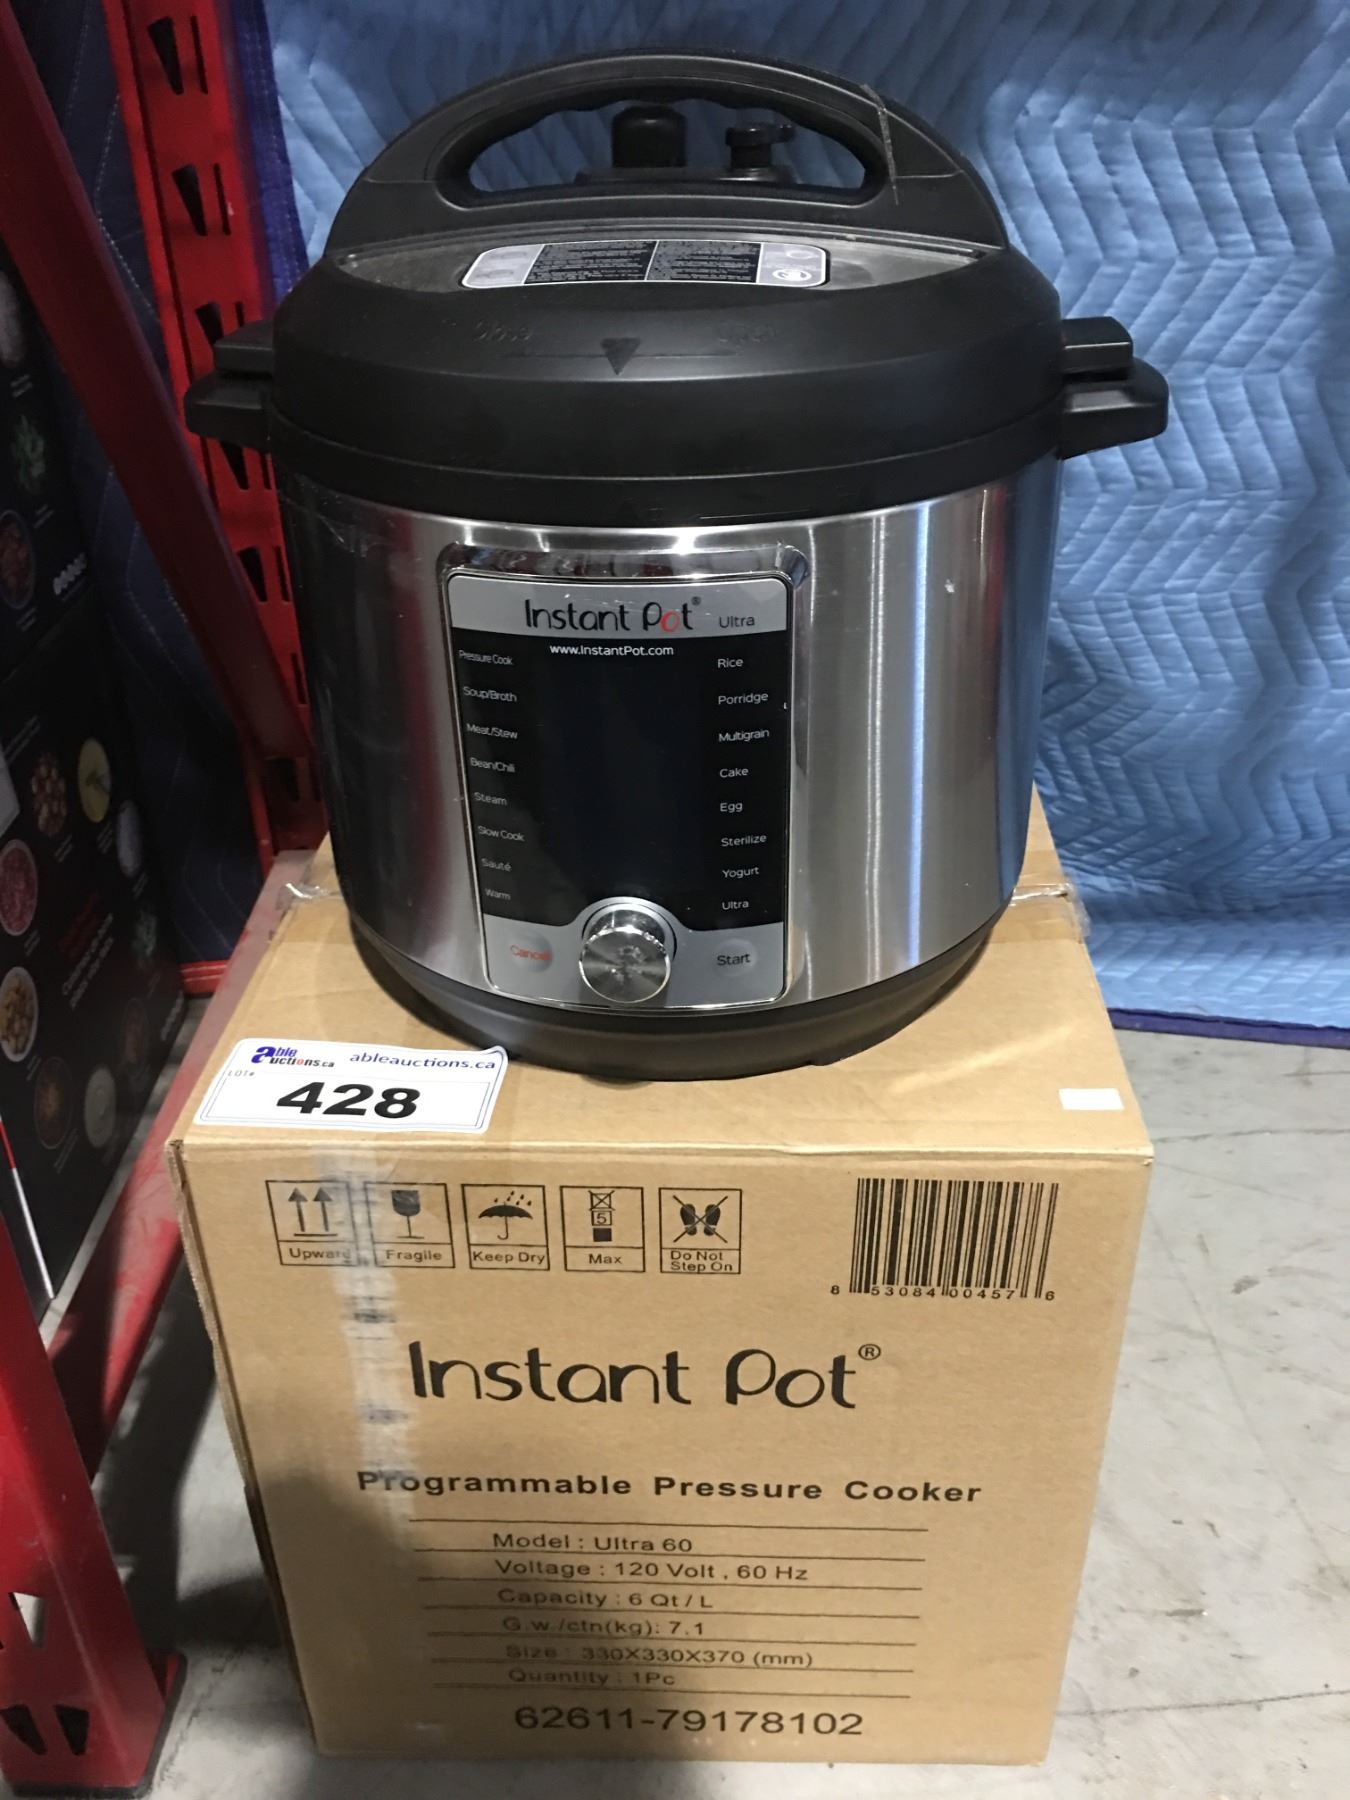 Close
Open
Instant Pot® Ultra
www.InstantPot.com
Pressure Cook
Rice
Soup/Broth
Porridge
Meat/Stew
Multigrain
Bean/Chili
Cake
Steam
Egg
Slow Cook
Sterilize
Sauté
Yogurt
Warm
Ultra
Cancel
Start
able auctions.ca ableauctions.ca
LOT#
428
Upward
Fragile
Keep Dry
5
Max
Do Not
Step On
8 53084 00457 6
Instant Pot®
Programmable Pressure Cooker
Model : Ultra 60
Voltage : 120 Volt , 60 Hz
Capacity : 6 Qt / L
G.w./ctn(kg): 7.1
Size : 330X330X370 (mm)
Quantity : 1Pc
62611-79178102